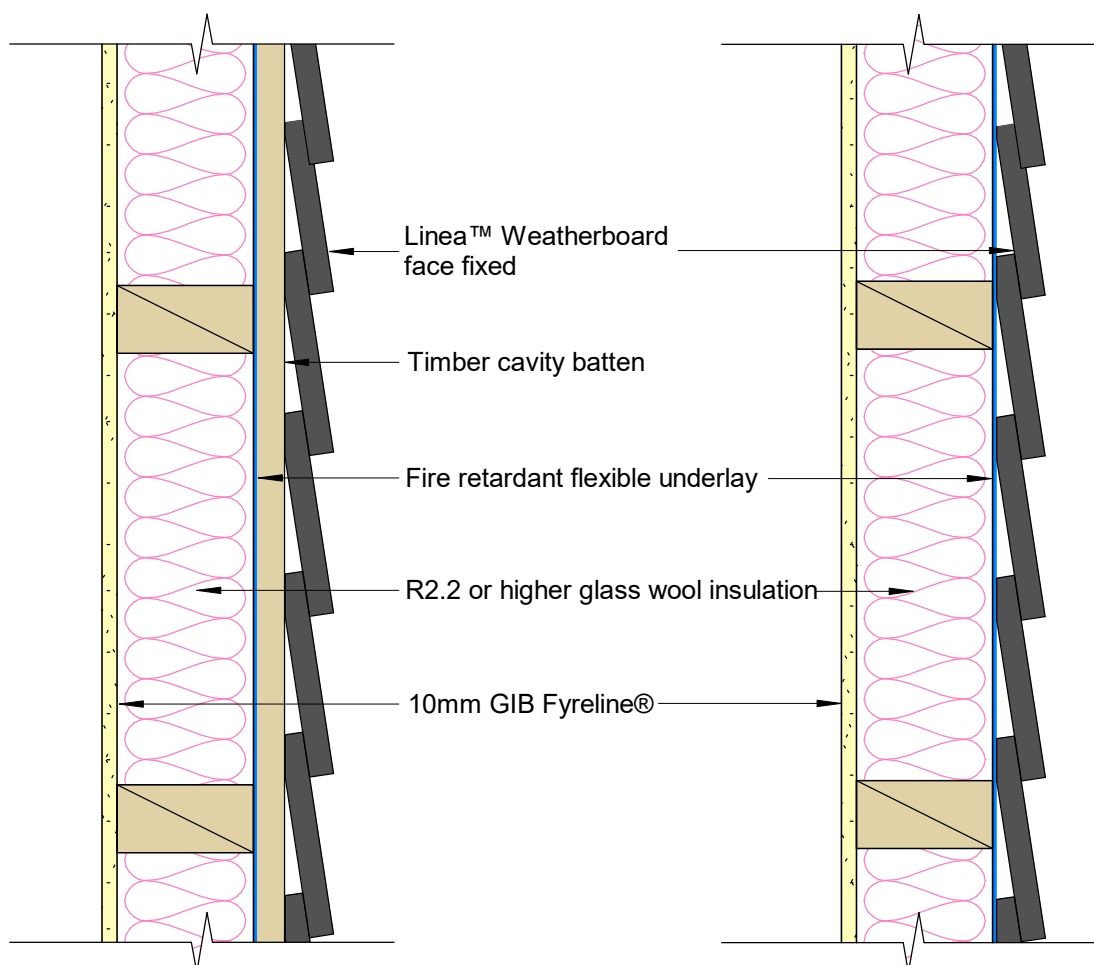 Linea™ Weatherboard
face fixed
Timber cavity batten
Fire retardant flexible underlay
R2.2 or higher glass wool insulation
10mm GIB Fyreline®